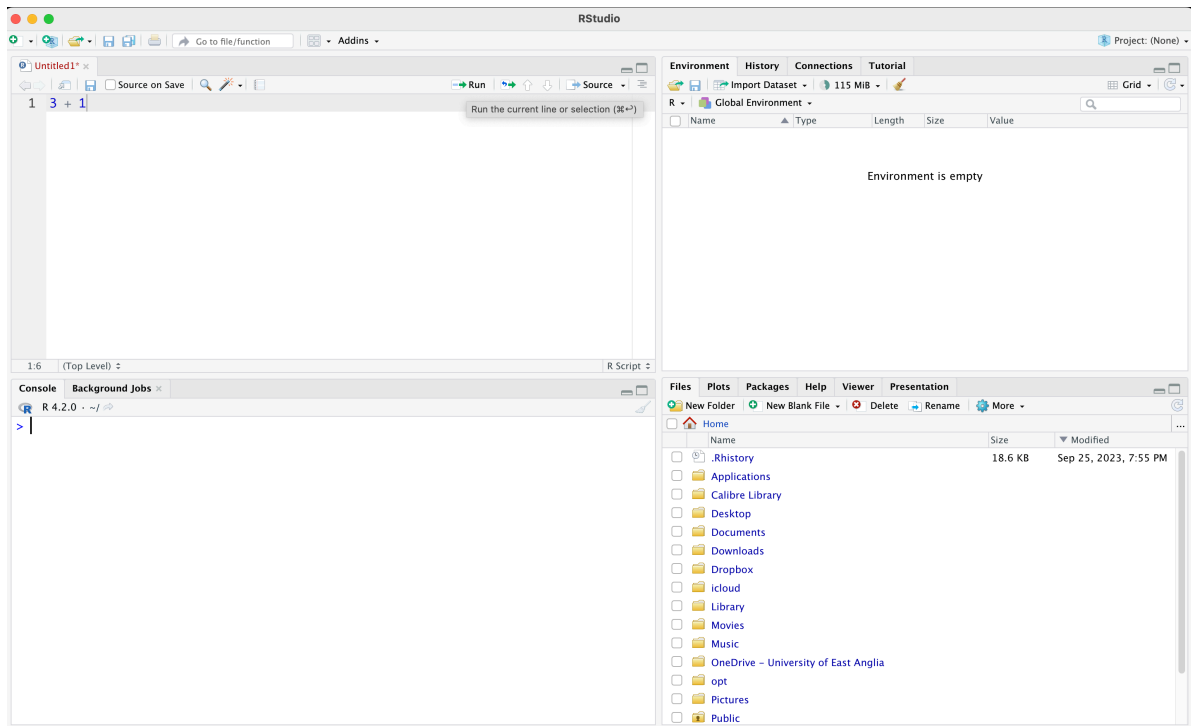 RStudio
Go to file/function
Addins
Project: (None)
Untitled1*
Source on Save
Run
Source
1 3 + 1
Run the current line or selection (⌘↩)
1:6 (Top Level)
R Script
Console Background Jobs
R 4.2.0 · ~/
>
Environment History Connections Tutorial
Import Dataset
115 MiB
Grid
R
Global Environment
Name Type Length Size Value
Environment is empty
Files Plots Packages Help Viewer Presentation
New Folder New Blank File Delete Rename More
Home
...
Name Size Modified
.Rhistory 18.6 KB Sep 25, 2023, 7:55 PM
Applications
Calibre Library
Desktop
Documents
Downloads
Dropbox
icloud
Library
Movies
Music
OneDrive – University of East Anglia
opt
Pictures
Public